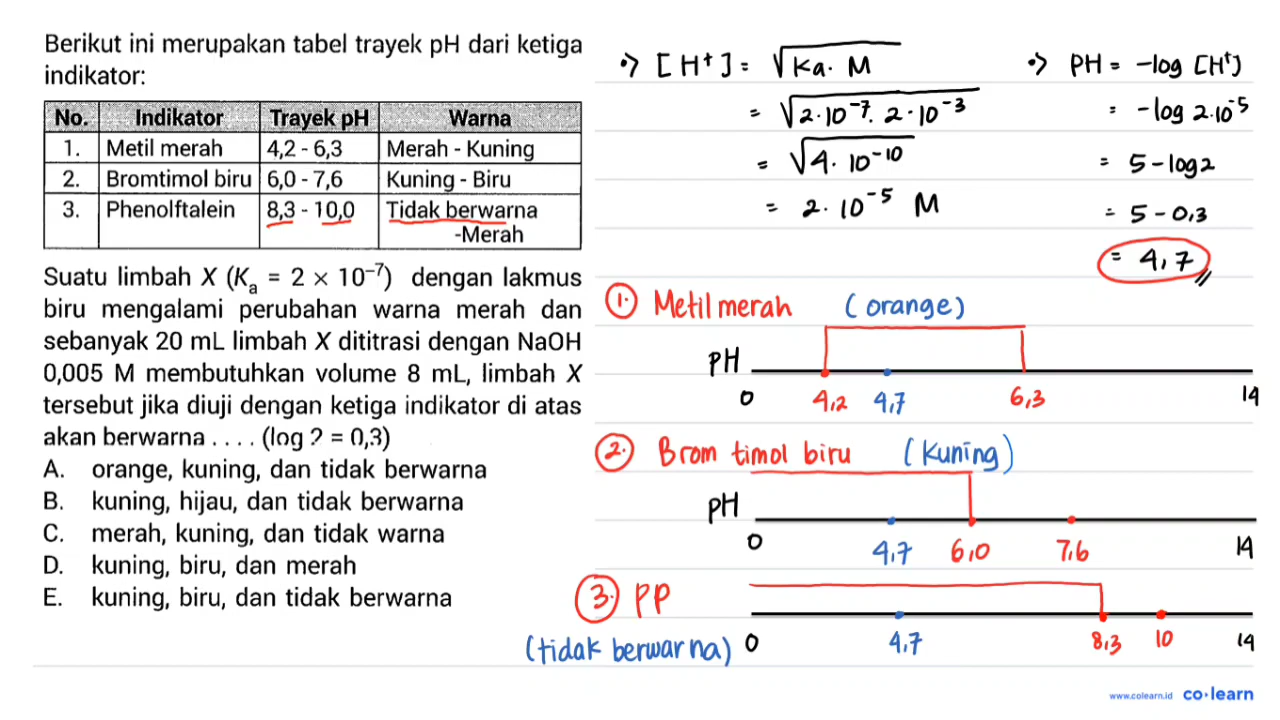 Berikut ini merupakan tabel trayek pH dari ketiga
indikator:
No. Indikator Trayek pH Warna
1. Metil merah 4,2 - 6,3 Merah - Kuning
2. Bromtimol biru 6,0 - 7,6 Kuning - Biru
3. Phenolftalein 8,3 - 10,0 Tidak berwarna
-Merah
Suatu limbah X (Kₐ = 2 × 10⁻⁷) dengan lakmus
biru mengalami perubahan warna merah dan
sebanyak 20 mL limbah X dititrasi dengan NaOH
0,005 M membutuhkan volume 8 mL, limbah X
tersebut jika diuji dengan ketiga indikator di atas
akan berwarna . . . . (log 2 = 0,3)
A. orange, kuning, dan tidak berwarna
B. kuning, hijau, dan tidak berwarna
C. merah, kuning, dan tidak warna
D. kuning, biru, dan merah
E. kuning, biru, dan tidak berwarna
•> [H⁺] = √Ka. M
= √2·10⁻⁷. 2·10⁻³
= √4. 10⁻¹⁰
= 2. 10⁻⁵ M
•> PH = -log [H⁺]
= -log 2.10⁻⁵
= 5 - log2
= 5 - 0,3
= 4,7
1. Metil merah (orange)
PH
0 4,2 4,7 6,3 14
2. Brom timol biru (kuning)
PH
0 4,7 6,0 7,6 14
3. PP
(tidak berwarna) 0 4,7 8,3 10 14
www.colearn.id co·learn